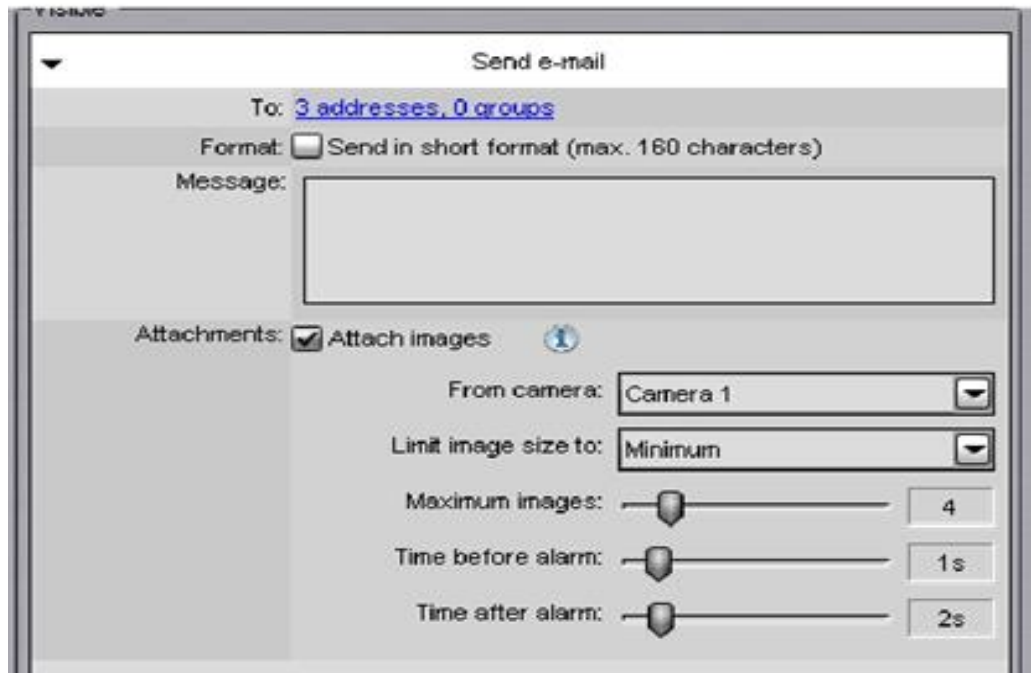 Visible
Send e-mail
To: 3 addresses, 0 groups
Format: Send in short format (max. 160 characters)
Message:
Attachments: Attach images
From camera: Camera 1
Limit image size to: Minimum
Maximum images: 4
Time before alarm: 1s
Time after alarm: 2s